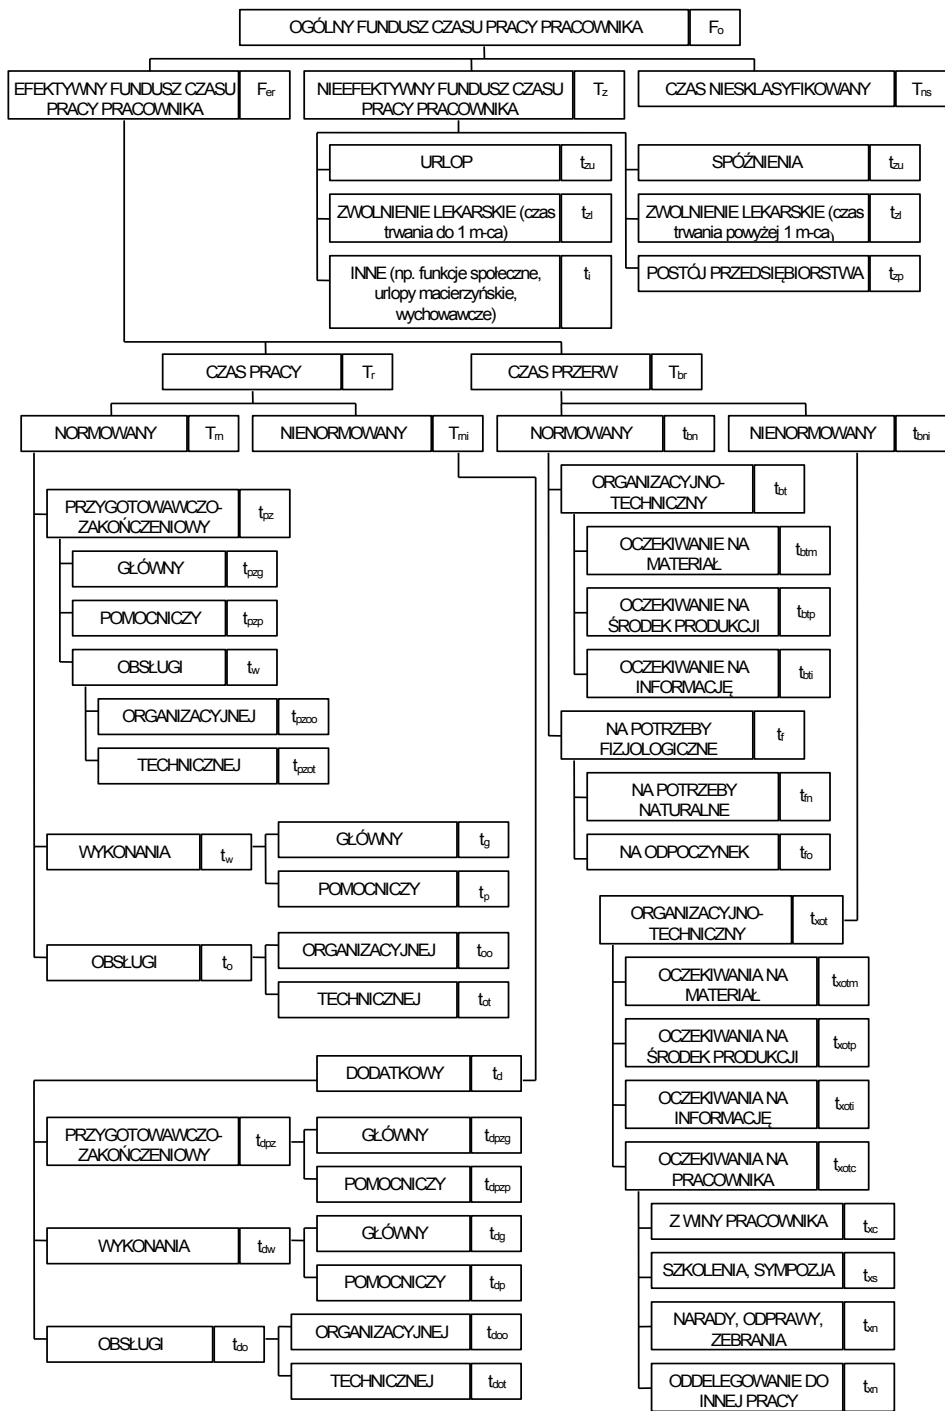 OGÓLNY FUNDUSZ CZASU PRACY PRACOWNIKA Fo
EFEKTYWNY FUNDUSZ CZASU
PRACY PRACOWNIKA
Fer
NIEEFEKTYWNY FUNDUSZ CZASU
PRACY PRACOWNIKA
Tz
CZAS NIESKLASYFIKOWANY Tns
URLOP tzu
SPÓŹNIENIA tzu
ZWOLNIENIE LEKARSKIE (czas
trwania do 1 m-ca)
tzl
ZWOLNIENIE LEKARSKIE (czas
trwania powyżej 1 m-ca)
tzl
INNE (np. funkcje społeczne,
urlopy macierzyńskie,
wychowawcze)
ti
POSTÓJ PRZEDSIĘBIORSTWA tzp
CZAS PRACY Tr
CZAS PRZERW Tbr
NORMOWANY Trn
NIENORMOWANY Trni
NORMOWANY tbn
NIENORMOWANY tbni
PRZYGOTOWAWCZO-
ZAKOŃCZENIOWY
tpz
GŁÓWNY tpzg
POMOCNICZY tpzp
OBSŁUGI tw
ORGANIZACYJNEJ tpzoo
TECHNICZNEJ tpzot
WYKONANIA tw
GŁÓWNY tg
POMOCNICZY tp
OBSŁUGI to
ORGANIZACYJNEJ too
TECHNICZNEJ tot
DODATKOWY td
PRZYGOTOWAWCZO-
ZAKOŃCZENIOWY
tdpz
GŁÓWNY tdpzg
POMOCNICZY tdpzp
WYKONANIA tdw
GŁÓWNY tdg
POMOCNICZY tdp
OBSŁUGI tdo
ORGANIZACYJNEJ tdoo
TECHNICZNEJ tdot
ORGANIZACYJNO-
TECHNICZNY
tbt
OCZEKIWANIE NA
MATERIAŁ
tbtm
OCZEKIWANIE NA
ŚRODEK PRODUKCJI
tbtp
OCZEKIWANIE NA
INFORMACJĘ
tbti
NA POTRZEBY
FIZJOLOGICZNE
tf
NA POTRZEBY
NATURALNE
tfn
NA ODPOCZYNEK tfo
ORGANIZACYJNO-
TECHNICZNY
txot
OCZEKIWANIA NA
MATERIAŁ
txotm
OCZEKIWANIA NA
ŚRODEK PRODUKCJI
txotp
OCZEKIWANIA NA
INFORMACJĘ
txoti
OCZEKIWANIA NA
PRACOWNIKA
txotc
Z WINY PRACOWNIKA txc
SZKOLENIA, SYMPOZJA txs
NARADY, ODPRAWY,
ZEBRANIA
txn
ODDELEGOWANIE DO
INNEJ PRACY
txn